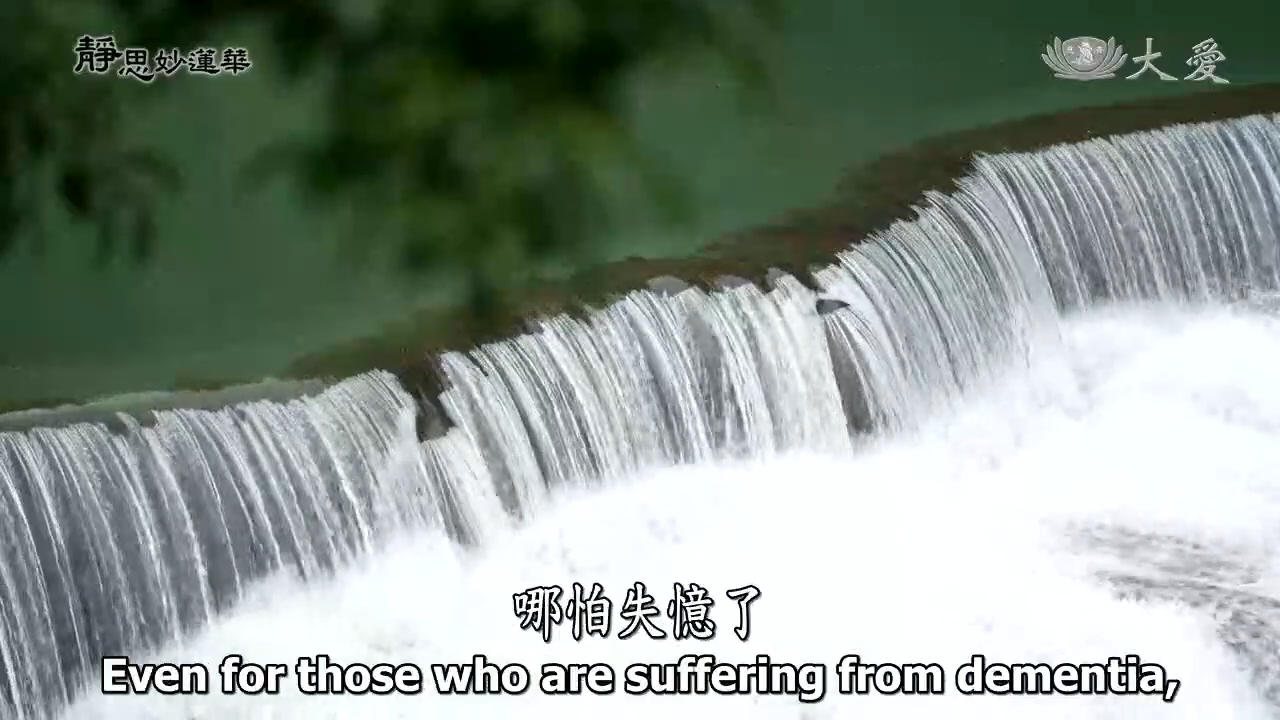 靜思妙蓮華
大愛
哪怕失憶了
Even for those who are suffering from dementia,